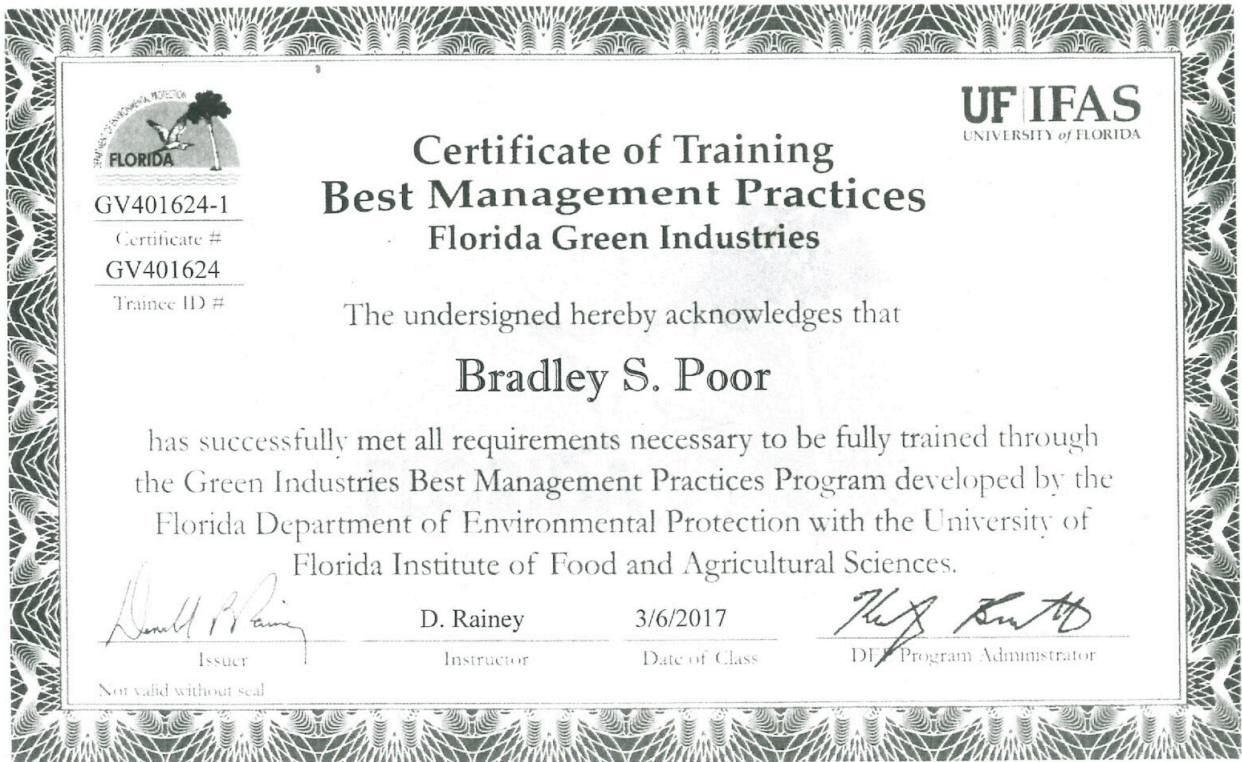 DEPARTMENT OF ENVIRONMENTAL PROTECTION
FLORIDA
UF|IFAS
UNIVERSITY of FLORIDA
GV401624-1
Certificate #
GV401624
Trainee ID #
Certificate of Training
Best Management Practices
Florida Green Industries
The undersigned hereby acknowledges that
Bradley S. Poor
has successfully met all requirements necessary to be fully trained through
the Green Industries Best Management Practices Program developed by the
Florida Department of Environmental Protection with the University of
Florida Institute of Food and Agricultural Sciences.
D. Rainey 3/6/2017
Issuer Instructor Date of Class DEP Program Administrator
Not valid without seal